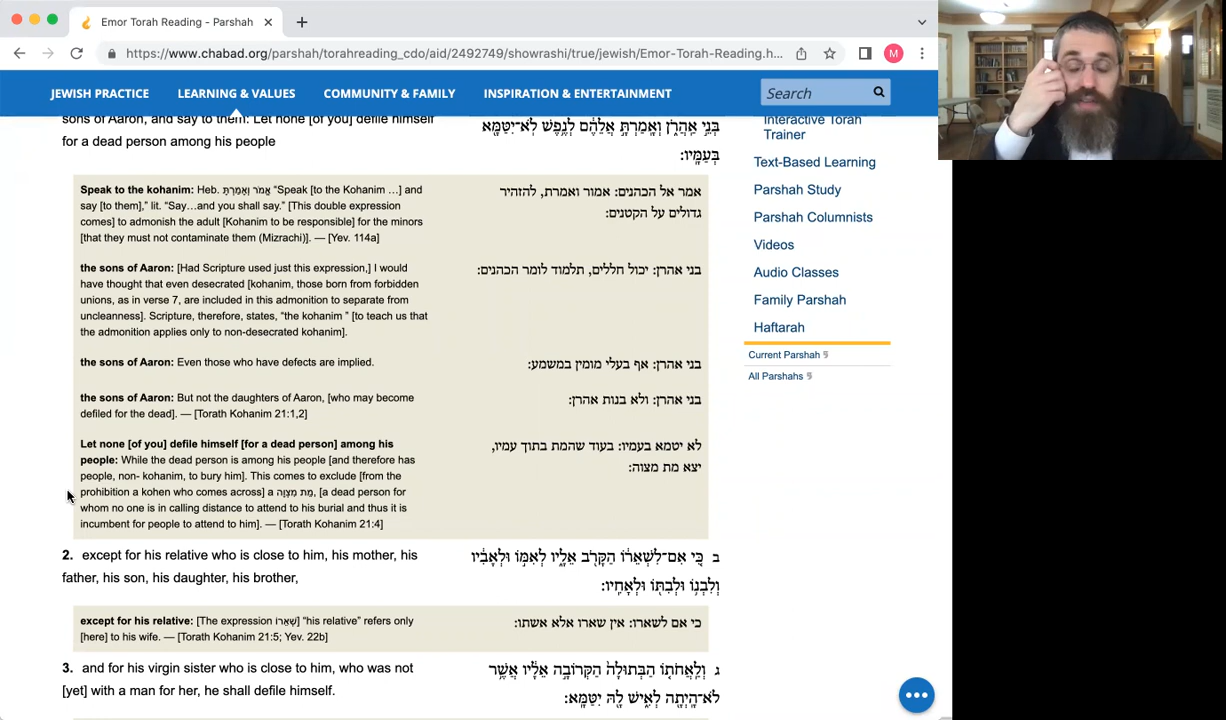 Emor Torah Reading - Parshah
https://www.chabad.org/parshah/torahreading_cdo/aid/2492749/showrashi/true/jewish/Emor-Torah-Reading.h...
M
JEWISH PRACTICE
LEARNING & VALUES
COMMUNITY & FAMILY
INSPIRATION & ENTERTAINMENT
Search
sons of Aaron, and say to them: Let none [of you] defile himself
for a dead person among his people
בְּנֵ֣י אַהֲרֹ֑ן וְאָמַרְתָּ֣ אֲלֵהֶ֔ם לְנֶ֥פֶשׁ לֹא־יִטַּמָּ֖א
בְּעַמָּֽיו:
Speak to the kohanim: Heb. אֱמֹר וְאָמַרְתָּ “Speak [to the Kohanim …] and
say [to them],” lit. “Say…and you shall say.” [This double expression
comes] to admonish the adult [Kohanim to be responsible] for the minors
[that they must not contaminate them (Mizrachi)]. — [Yev. 114a]
אמר אל הכהנים: אמור ואמרת, להזהיר
גדולים על הקטנים:
the sons of Aaron: [Had Scripture used just this expression,] I would
have thought that even desecrated [kohanim, those born from forbidden
unions, as in verse 7, are included in this admonition to separate from
uncleanness]. Scripture, therefore, states, “the kohanim ” [to teach us that
the admonition applies only to non-desecrated kohanim].
בני אהרן: יכול חללים, תלמוד לומר הכהנים:
the sons of Aaron: Even those who have defects are implied.
בני אהרן: אף בעלי מומין במשמע:
the sons of Aaron: But not the daughters of Aaron, [who may become
defiled for the dead]. — [Torath Kohanim 21:1,2]
בני אהרן: ולא בנות אהרן:
Let none [of you] defile himself [for a dead person] among his
people: While the dead person is among his people [and therefore has
people, non- kohanim, to bury him]. This comes to exclude [from the
prohibition a kohen who comes across] a מֵת מִצְוָה, [a dead person for
whom no one is in calling distance to attend to his burial and thus it is
incumbent for people to attend to him]. — [Torath Kohanim 21:4]
לא יטמא בעמיו: בעוד שהמת בתוך עמיו,
יצא מת מצוה:
2. except for his relative who is close to him, his mother, his
father, his son, his daughter, his brother,
ב כִּ֚י אִם־לִשְׁאֵר֔וֹ הַקָּרֹ֖ב אֵלָ֑יו לְאִמּ֣וֹ וּלְאָבִ֔יו
וְלִבְנ֥וֹ וּלְבִתּ֖וֹ וּלְאָחִֽיו:
except for his relative: [The expression שְׁאֵרוֹ] “his relative” refers only
[here] to his wife. — [Torath Kohanim 21:5; Yev. 22b]
כי אם לשארו: אין שארו אלא אשתו:
3. and for his virgin sister who is close to him, who was not
[yet] with a man for her, he shall defile himself.
ג וְלַֽאֲחֹת֤וֹ הַבְּתוּלָה֙ הַקְּרוֹבָ֣ה אֵלָ֔יו אֲשֶׁ֥ר
לֹא־הָֽיְתָ֖ה לְאִ֑ישׁ לָ֖הּ יִטַּמָּֽא:
Interactive Torah
Trainer
Text-Based Learning
Parshah Study
Parshah Columnists
Videos
Audio Classes
Family Parshah
Haftarah
Current Parshah
All Parshahs